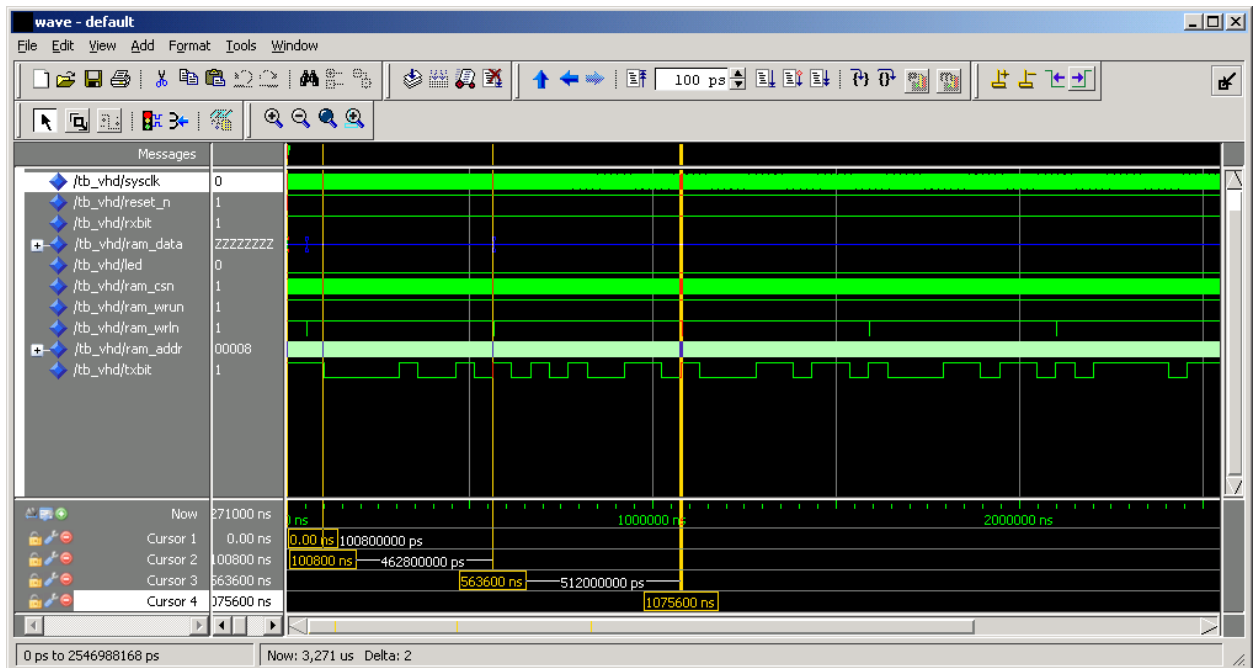 wave - default
File Edit View Add Format Tools Window
100 ps
Messages
/tb_vhd/sysclk 0
/tb_vhd/reset_n 1
/tb_vhd/rxbit 1
/tb_vhd/ram_data ZZZZZZZZ
/tb_vhd/led 0
/tb_vhd/ram_csn 1
/tb_vhd/ram_wrun 1
/tb_vhd/ram_wrln 1
/tb_vhd/ram_addr 00008
/tb_vhd/txbit 1
Now 271000 ns ns 1000000 ns 2000000 ns
Cursor 1 0.00 ns 0.00 ns 100800000 ps
Cursor 2 100800 ns 100800 ns 462800000 ps
Cursor 3 563600 ns 563600 ns 512000000 ps
Cursor 4 075600 ns 1075600 ns
0 ps to 2546988168 ps Now: 3,271 us Delta: 2